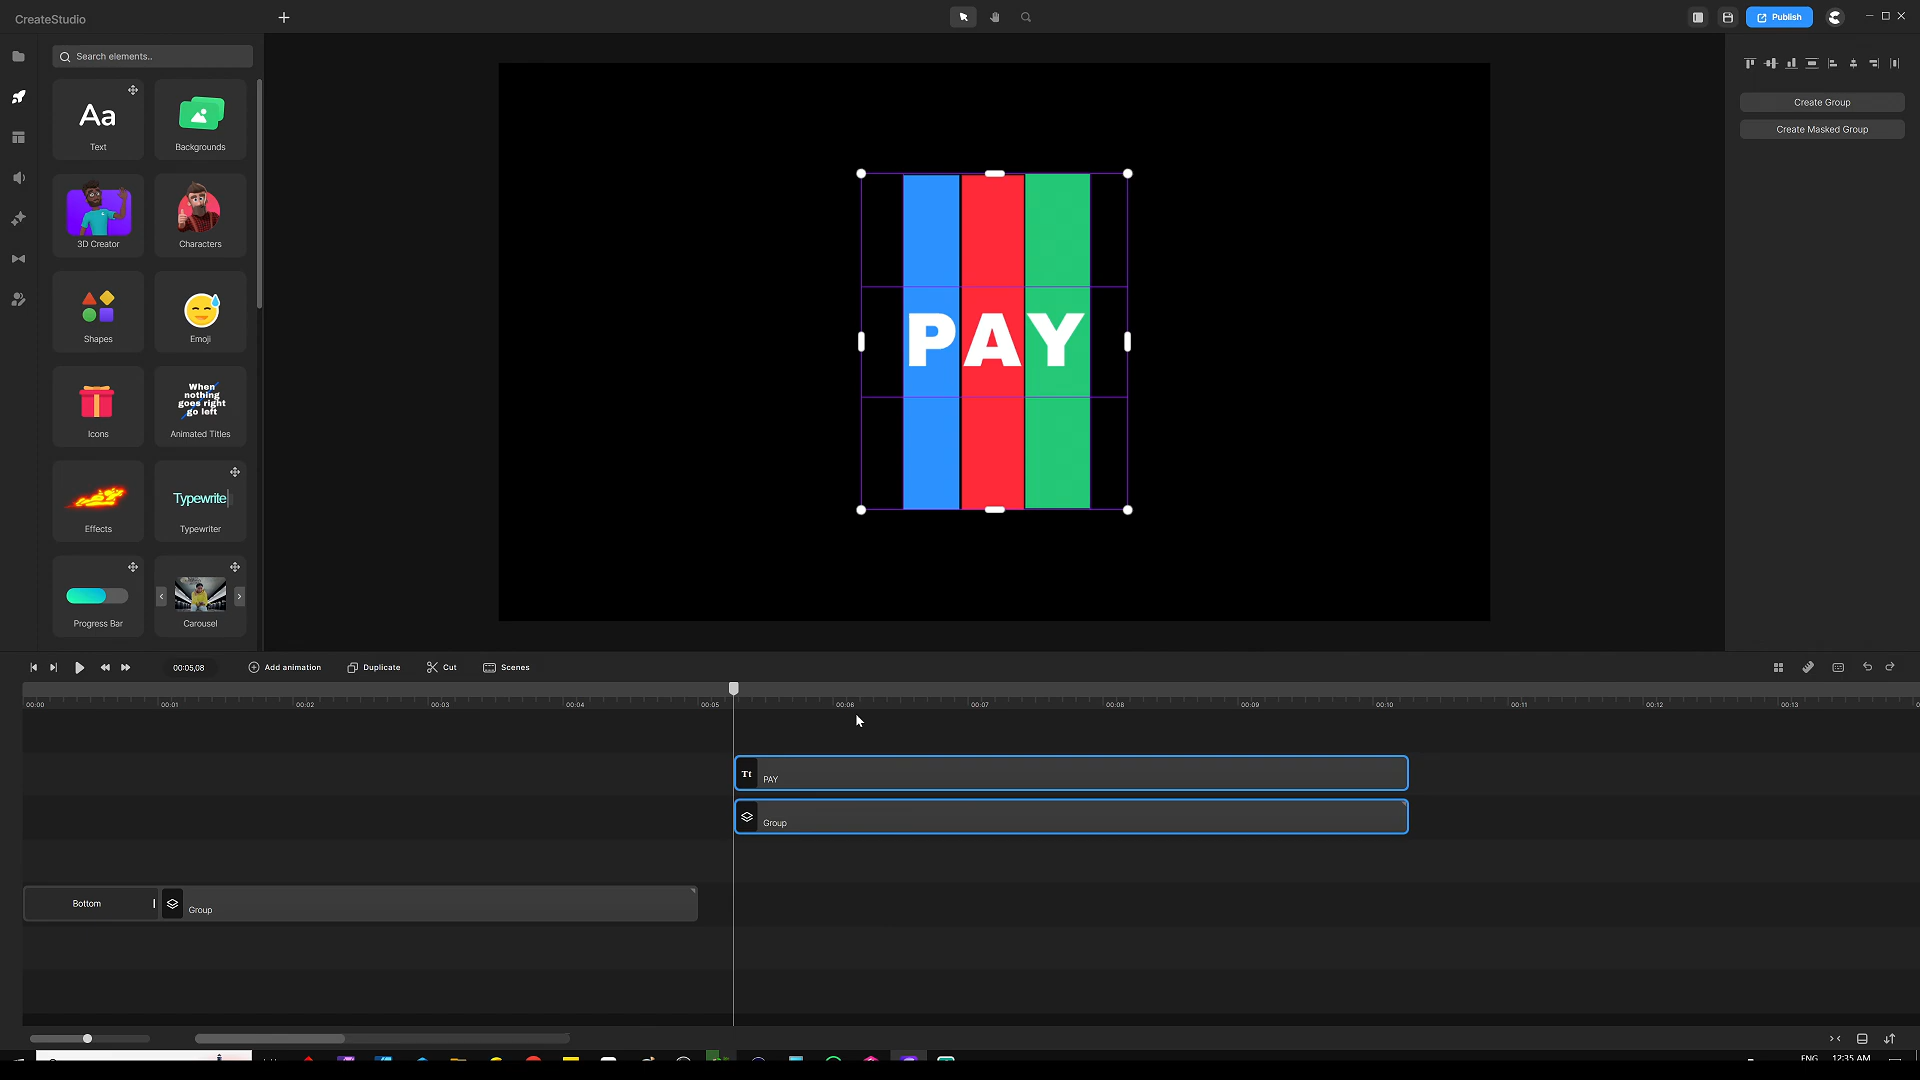 CreateStudio
Publish
Search elements..
Aa
Text
Backgrounds
3D Creator
Characters
Shapes
Emoji
Icons
When
nothing
goes right
go left
Animated Titles
Effects
Typewrite
Typewriter
Progress Bar
Carousel
PAY
Create Group
Create Masked Group
00:05,08
Add animation
Duplicate
Cut
Scenes
00:00
00:01
00:02
00:03
00:04
00:05
00:06
00:07
00:08
00:09
00:10
00:11
00:12
00:13
Tt
PAY
Group
Bottom
Group
ENG
12:35 AM